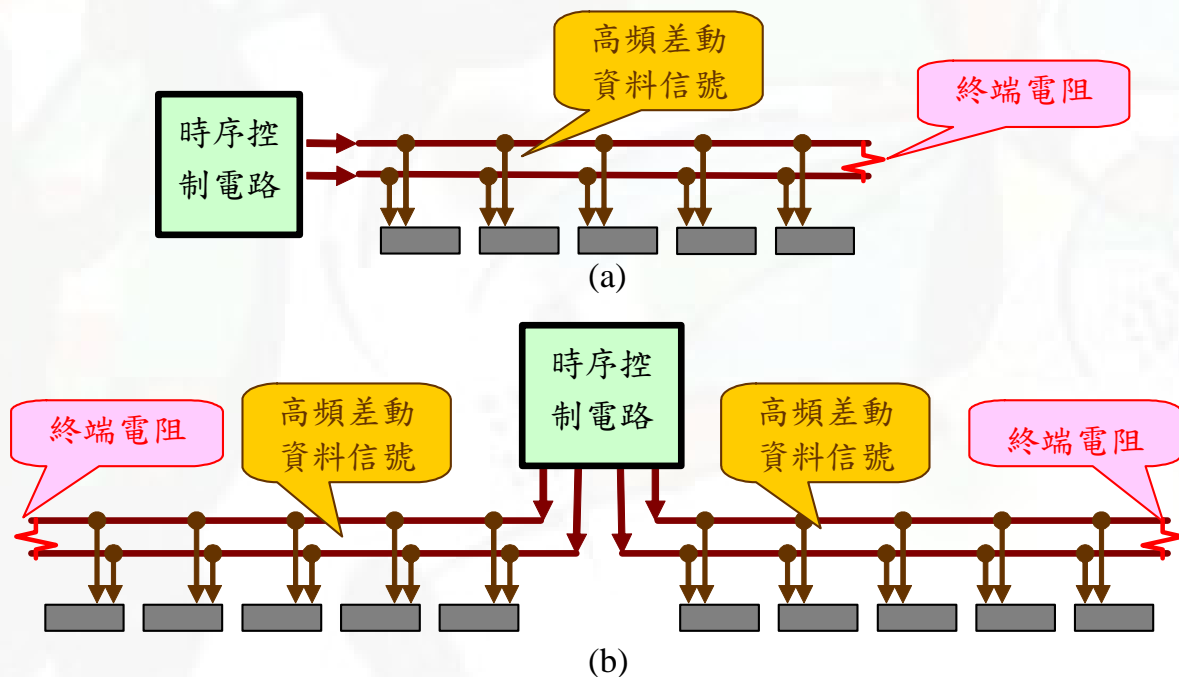 高頻差動
資料信號
終端電阻
時序控
制電路
(a)
時序控
制電路
終端電阻
高頻差動
資料信號
高頻差動
資料信號
終端電阻
(b)